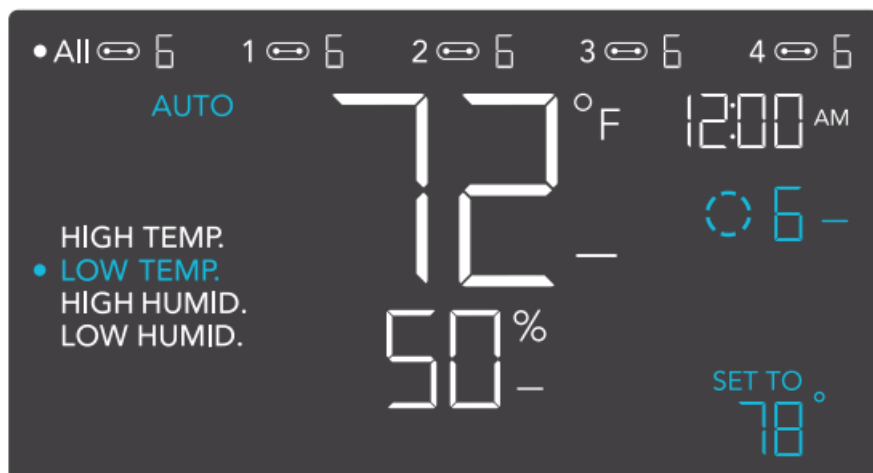 • All 6 1 6 2 6 3 6 4 6
AUTO
72 °F
12:00 AM
6 –
HIGH TEMP.
• LOW TEMP.
HIGH HUMID.
LOW HUMID.
50 %
SET TO
78°